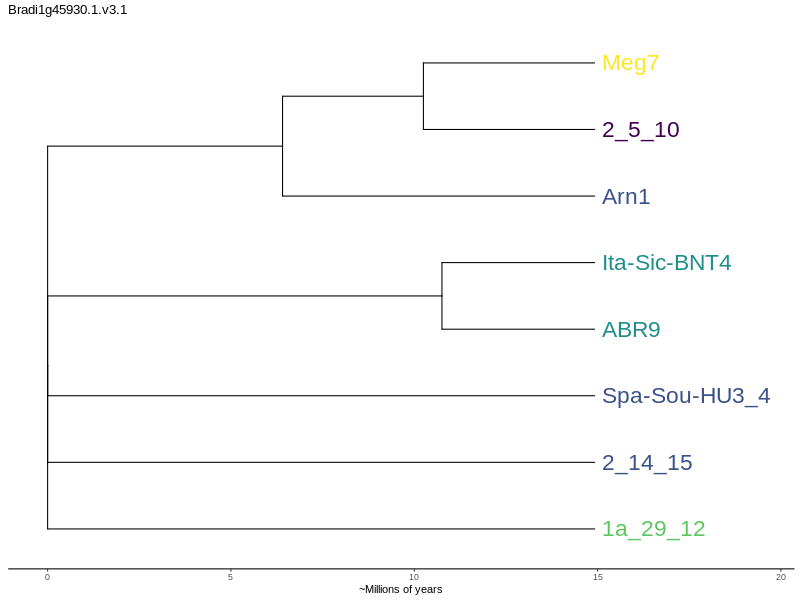 Bradi1g45930.1.v3.1
Meg7
2_5_10
Arn1
Ita-Sic-BNT4
ABR9
Spa-Sou-HU3_4
2_14_15
1a_29_12
0 5 10 15 20
~Millions of years